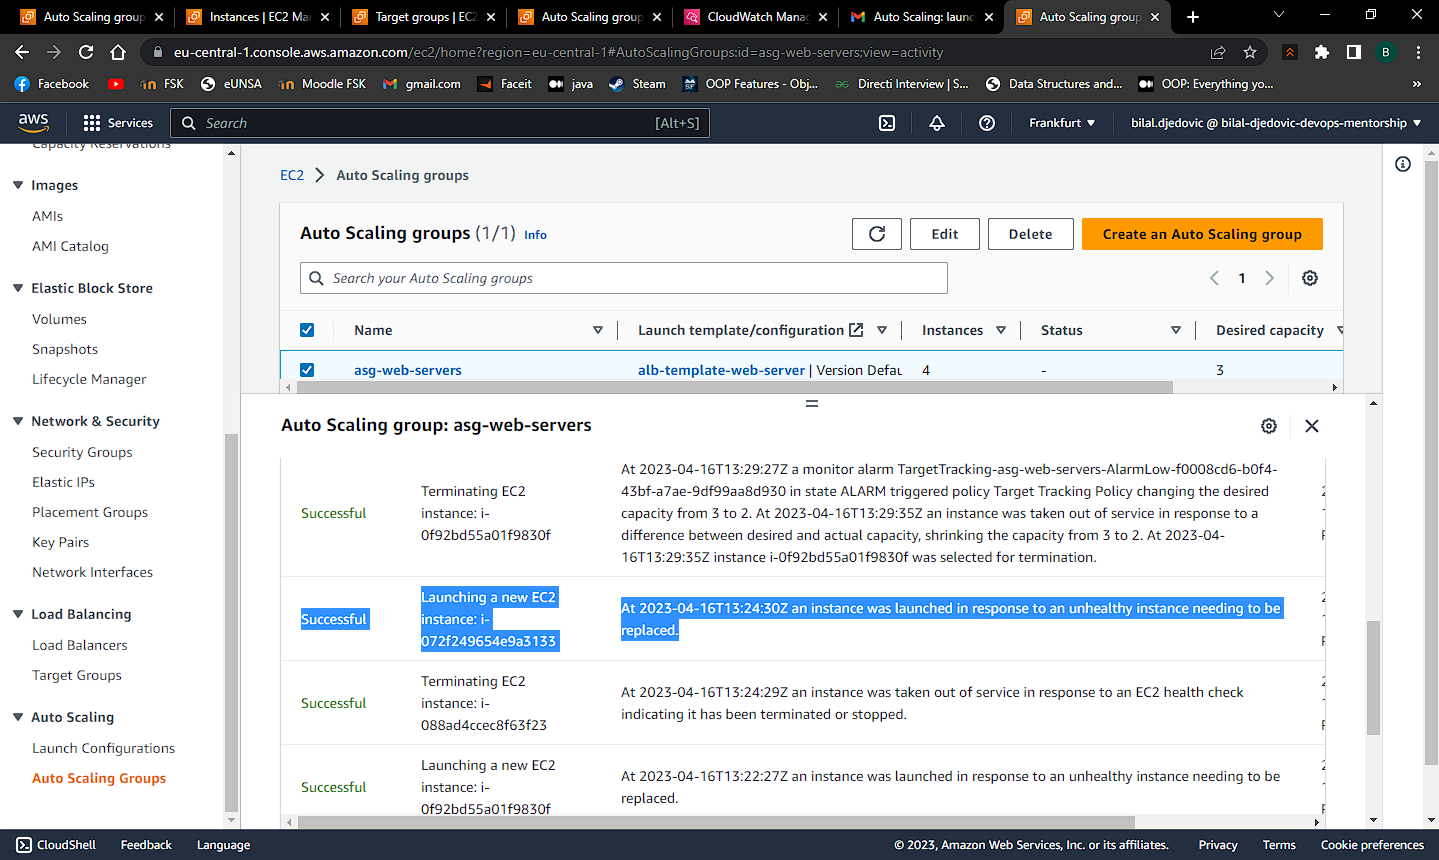 Auto Scaling group
Instances | EC2 Mar
Target groups | EC2
Auto Scaling group
CloudWatch Manag
Auto Scaling: launc
Auto Scaling group
eu-central-1.console.aws.amazon.com/ec2/home?region=eu-central-1#AutoScalingGroups:id=asg-web-servers;view=activity
B
Facebook
FSK
eUNSA
Moodle FSK
gmail.com
Faceit
java
Steam
OOP Features - Obj...
Directi Interview | S...
Data Structures and...
OOP: Everything yo...
aws
Services
Search
[Alt+S]
Frankfurt
bilal.djedovic @ bilal-djedovic-devops-mentorship
Capacity Reservations
Images
AMIs
AMI Catalog
Elastic Block Store
Volumes
Snapshots
Lifecycle Manager
Network & Security
Security Groups
Elastic IPs
Placement Groups
Key Pairs
Network Interfaces
Load Balancing
Load Balancers
Target Groups
Auto Scaling
Launch Configurations
Auto Scaling Groups
EC2
Auto Scaling groups
Auto Scaling groups (1/1) Info
Edit
Delete
Create an Auto Scaling group
Search your Auto Scaling groups
1
Name
Launch template/configuration
Instances
Status
Desired capacity
asg-web-servers
alb-template-web-server | Version Defau
4
-
3
Auto Scaling group: asg-web-servers
Successful
Terminating EC2
instance: i-
0f92bd55a01f9830f
At 2023-04-16T13:29:27Z a monitor alarm TargetTracking-asg-web-servers-AlarmLow-f0008cd6-b0f4-
43bf-a7ae-9df99aa8d930 in state ALARM triggered policy Target Tracking Policy changing the desired
capacity from 3 to 2. At 2023-04-16T13:29:35Z an instance was taken out of service in response to a
difference between desired and actual capacity, shrinking the capacity from 3 to 2. At 2023-04-
16T13:29:35Z instance i-0f92bd55a01f9830f was selected for termination.
Successful
Launching a new EC2
instance: i-
072f249654e9a3133
At 2023-04-16T13:24:30Z an instance was launched in response to an unhealthy instance needing to be
replaced.
Successful
Terminating EC2
instance: i-
088ad4ccec8f63f23
At 2023-04-16T13:24:29Z an instance was taken out of service in response to an EC2 health check
indicating it has been terminated or stopped.
Successful
Launching a new EC2
instance: i-
0f92bd55a01f9830f
At 2023-04-16T13:22:27Z an instance was launched in response to an unhealthy instance needing to be
replaced.
CloudShell
Feedback
Language
© 2023, Amazon Web Services, Inc. or its affiliates.
Privacy
Terms
Cookie preferences